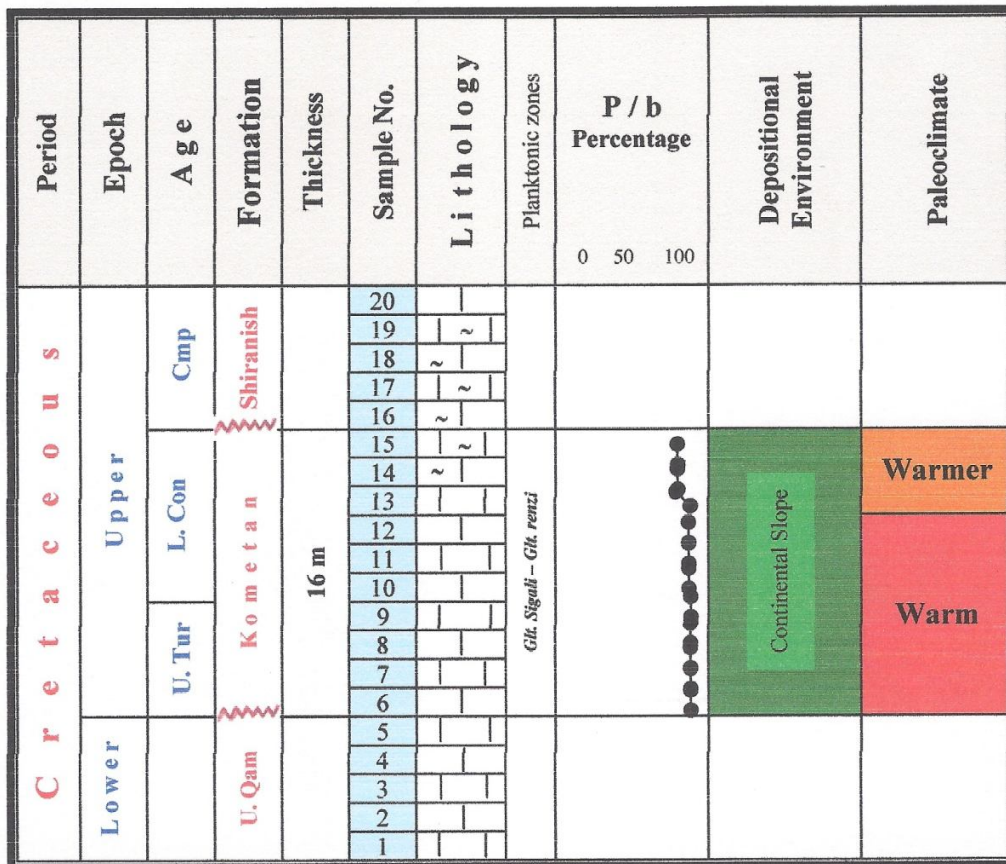 Period
Epoch
Age
Formation
Thickness
Sample No.
Lithology
Planktonic zones
P / b
Percentage
0 50 100
Depositional
Environment
Paleoclimate
Cretaceous
Upper
Lower
Cmp
L. Con
U. Tur
Shiranish
Kometan
U. Qam
16 m
20
19
18
17
16
15
14
13
12
11
10
9
8
7
6
5
4
3
2
1
Glt. Sigali – Glt. renzi
Continental Slope
Warmer
Warm